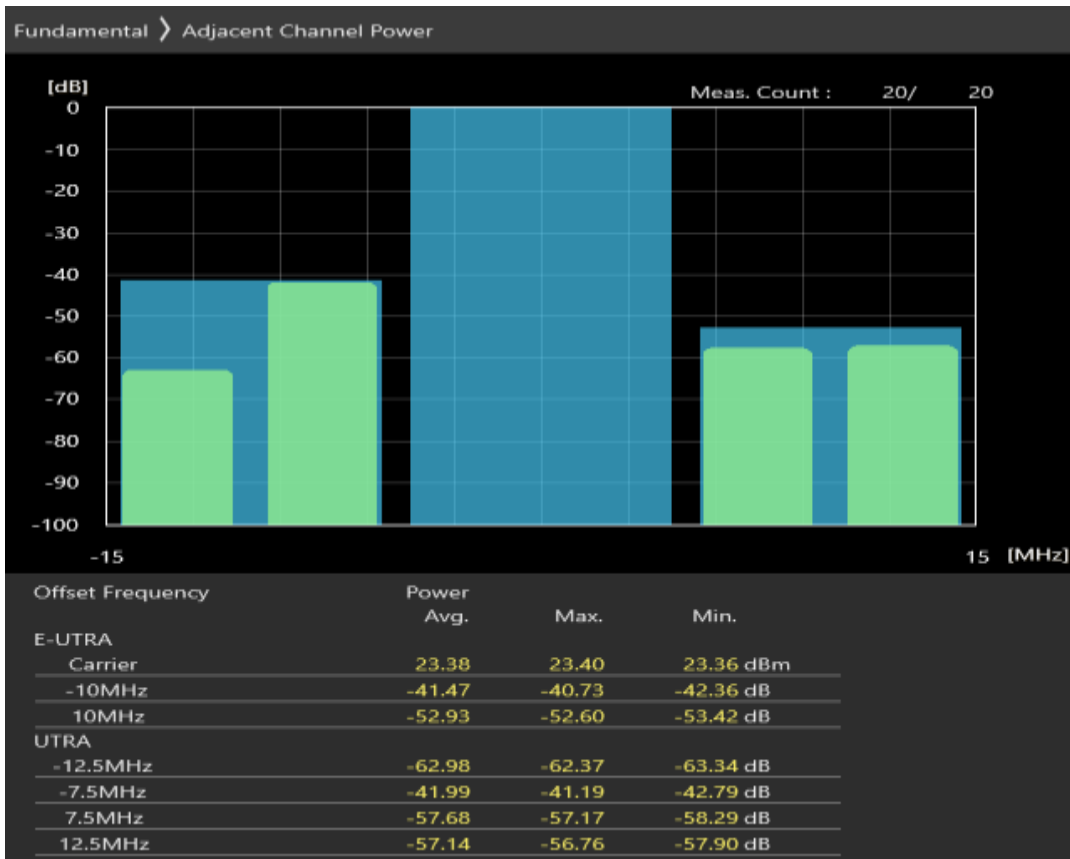 Fundamental ❯ Adjacent Channel Power
[dB]
Meas. Count : 20/ 20
0
-10
-20
-30
-40
-50
-60
-70
-80
-90
-100
-15 15 [MHz]
Offset Frequency Power
Avg. Max. Min.
E-UTRA
Carrier 23.38 23.40 23.36 dBm
-10MHz -41.47 -40.73 -42.36 dB
10MHz -52.93 -52.60 -53.42 dB
UTRA
-12.5MHz -62.98 -62.37 -63.34 dB
-7.5MHz -41.99 -41.19 -42.79 dB
7.5MHz -57.68 -57.17 -58.29 dB
12.5MHz -57.14 -56.76 -57.90 dB